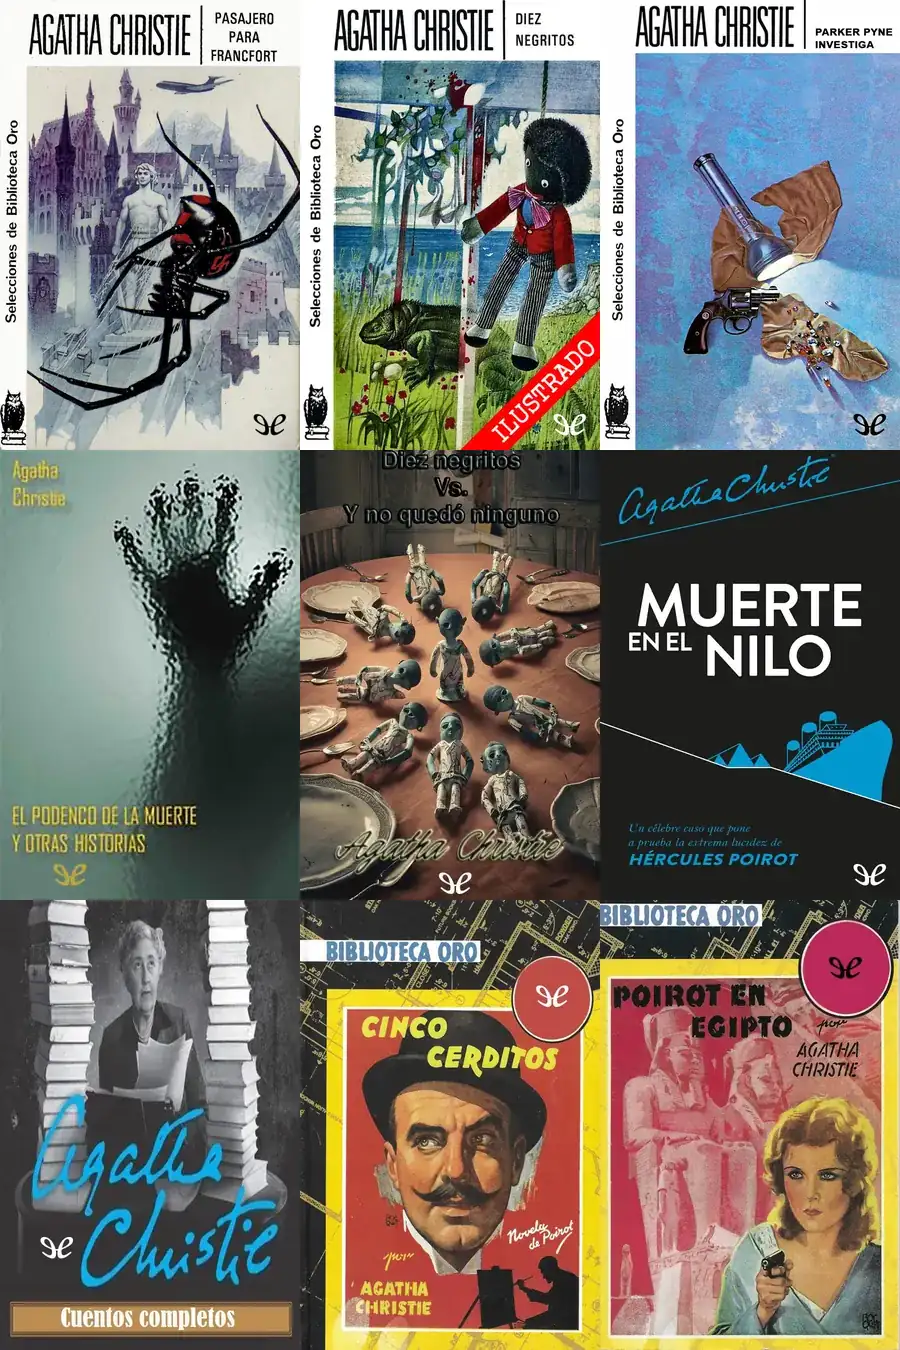 AGATHA CHRISTIE
PASAJERO
PARA
FRANCFORT
Selecciones de Biblioteca Oro
AGATHA CHRISTIE
DIEZ
NEGRITOS
Selecciones de Biblioteca Oro
ILUSTRADO
AGATHA CHRISTIE
PARKER PYNE
INVESTIGA
Selecciones de Biblioteca Oro
Agatha
Christie
EL PODENCO DE LA MUERTE
Y OTRAS HISTORIAS
Diez negritos
Vs.
Y no quedó ninguno
Agatha Christie
Agatha Christie
MUERTE
EN EL NILO
Un célebre caso que pone
a prueba la extrema lucidez de
HÉRCULES POIROT
Agatha
Christie
Cuentos completos
BIBLIOTECA ORO
CINCO
CERDITOS
Novela
de Poirot
por
AGATHA
CHRISTIE
BIBLIOTECA ORO
POIROT EN
EGIPTO
por
AGATHA
CHRISTIE